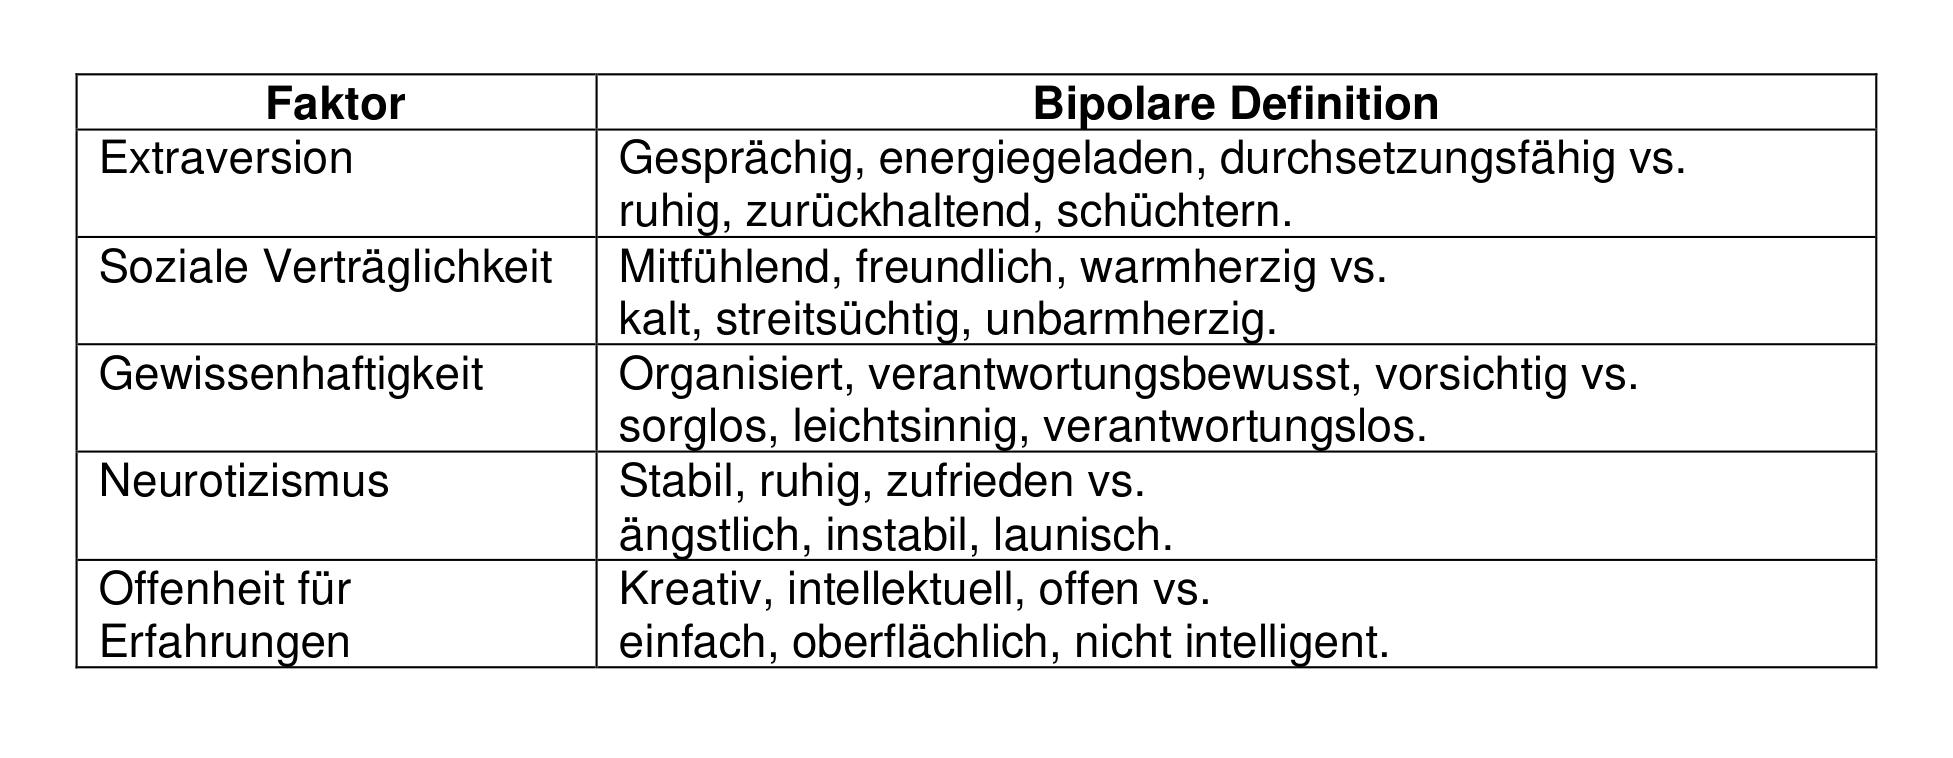 Faktor Bipolare Definition
Extraversion Gesprächig, energiegeladen, durchsetzungsfähig vs.
ruhig, zurückhaltend, schüchtern.
Soziale Verträglichkeit Mitfühlend, freundlich, warmherzig vs.
kalt, streitsüchtig, unbarmherzig.
Gewissenhaftigkeit Organisiert, verantwortungsbewusst, vorsichtig vs.
sorglos, leichtsinnig, verantwortungslos.
Neurotizismus Stabil, ruhig, zufrieden vs.
ängstlich, instabil, launisch.
Offenheit für Kreativ, intellektuell, offen vs.
Erfahrungen einfach, oberflächlich, nicht intelligent.